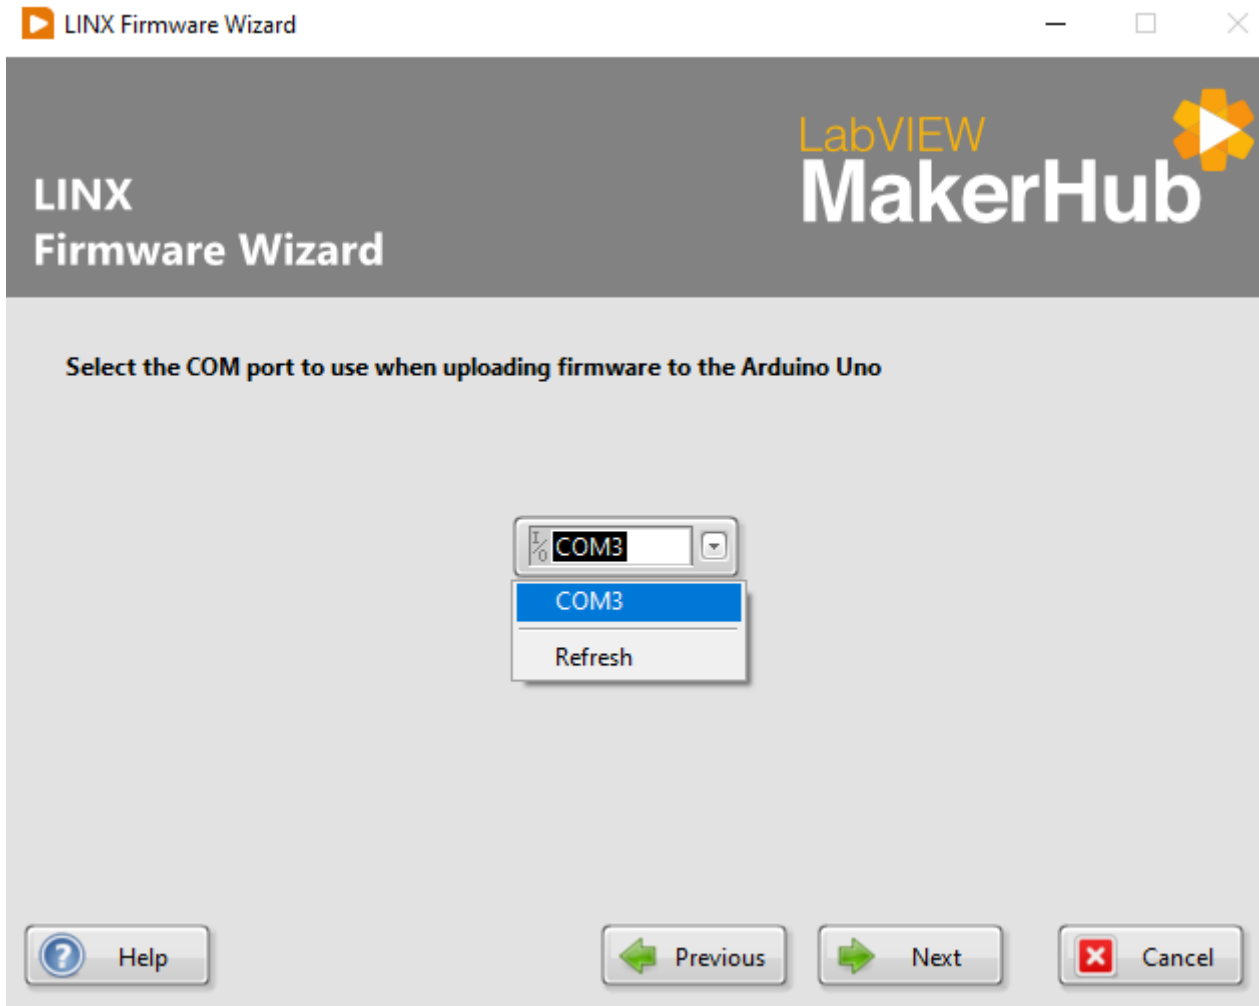 LINX Firmware Wizard
LabVIEW
MakerHub
LINX
Firmware Wizard
Select the COM port to use when uploading firmware to the Arduino Uno
I/O COM3
COM3
Refresh
? Help
Previous
Next
Cancel